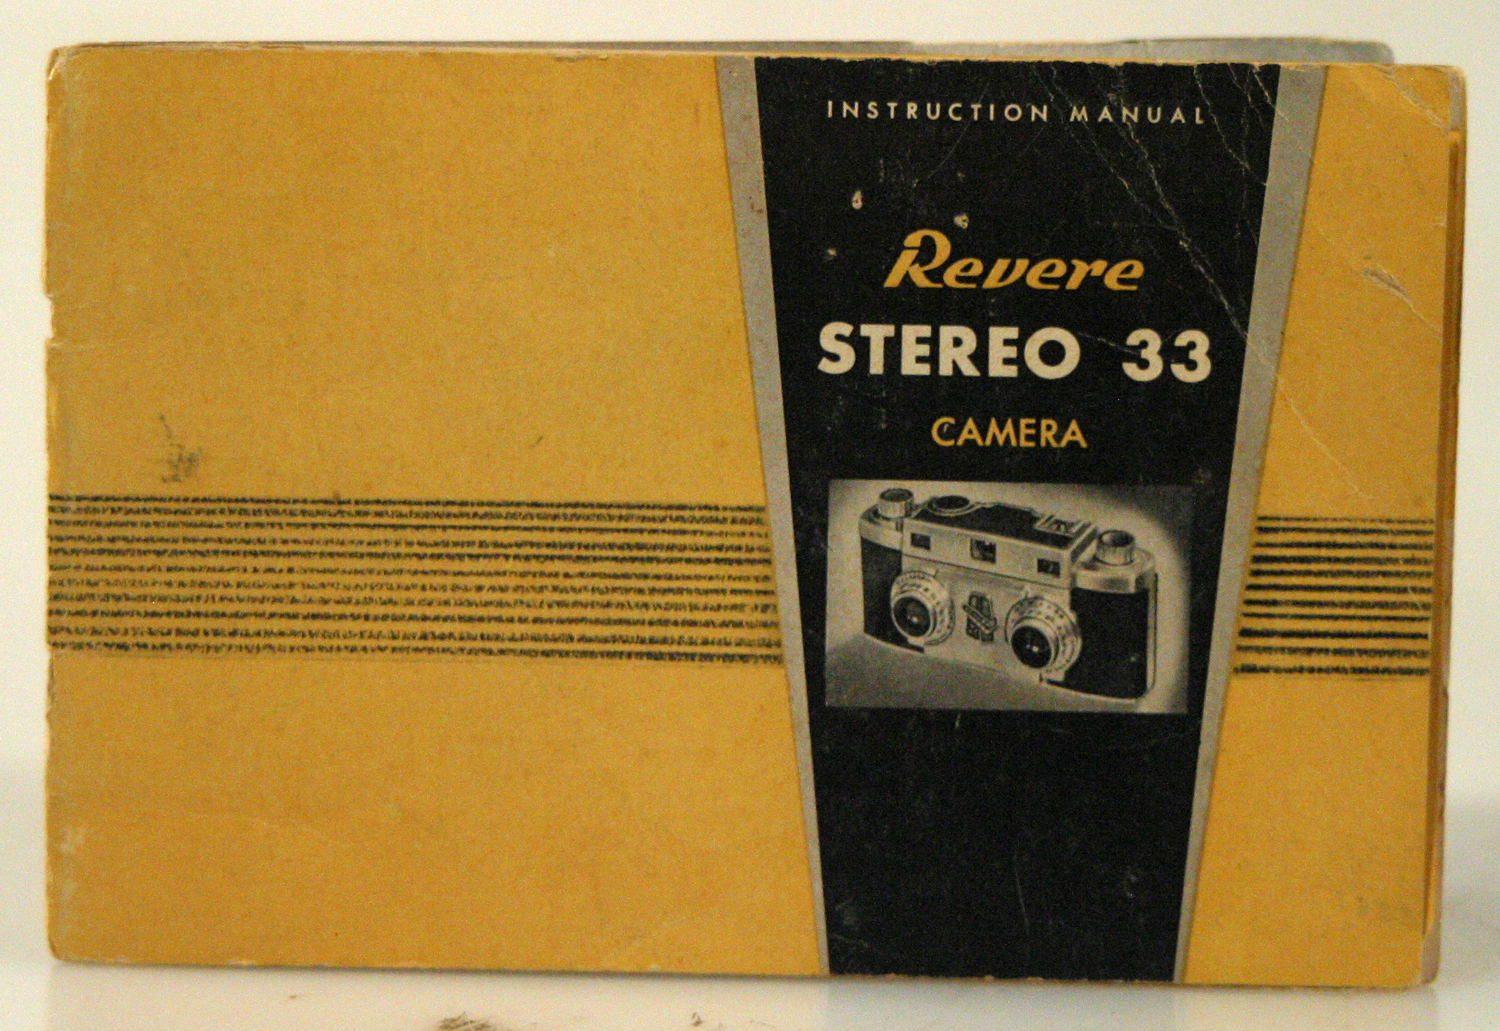 INSTRUCTION MANUAL
Revere
STEREO 33
CAMERA